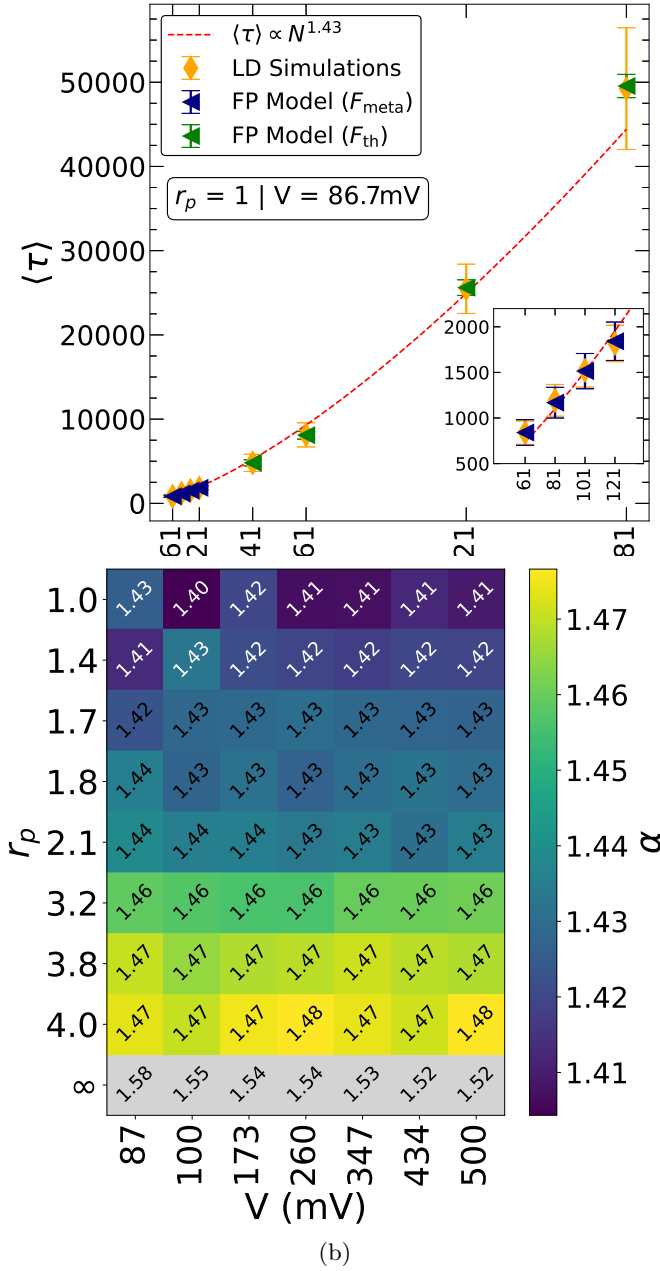 ⟨τ⟩ ∝ N^1.43
LD Simulations
FP Model (F_meta)
FP Model (F_th)
r_p = 1 | V = 86.7mV
⟨τ⟩
50000
40000
30000
20000
10000
0
2000
1500
1000
500
61 81 101 121
61 21 41 61 21 81
1.0 1.43 1.40 1.42 1.41 1.41 1.41 1.41
1.4 1.41 1.43 1.42 1.42 1.42 1.42 1.42
1.7 1.42 1.43 1.43 1.43 1.43 1.43 1.43
1.8 1.44 1.43 1.43 1.43 1.43 1.43 1.43
2.1 1.44 1.44 1.44 1.43 1.43 1.43 1.43
3.2 1.46 1.46 1.46 1.46 1.46 1.46 1.46
3.8 1.47 1.47 1.47 1.47 1.47 1.47 1.47
4.0 1.47 1.47 1.47 1.48 1.47 1.47 1.48
∞ 1.58 1.55 1.54 1.54 1.53 1.52 1.52
r_p
87 100 173 260 347 434 500
V (mV)
1.47
1.46
1.45
1.44
1.43
1.42
1.41
α
(b)